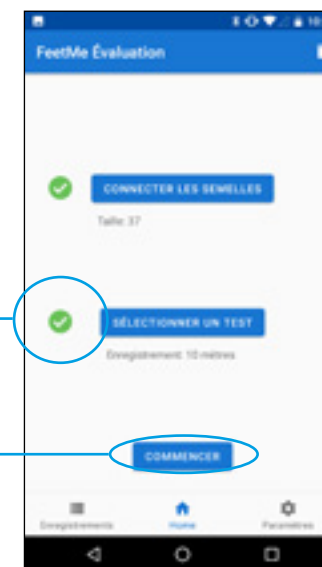 FeetMe Évaluation
CONNECTER LES SEMELLES
Taille: 37
SÉLECTIONNER UN TEST
Enregistrement: 10 mètres
COMMENCER
Enregistrements
Home
Paramètres